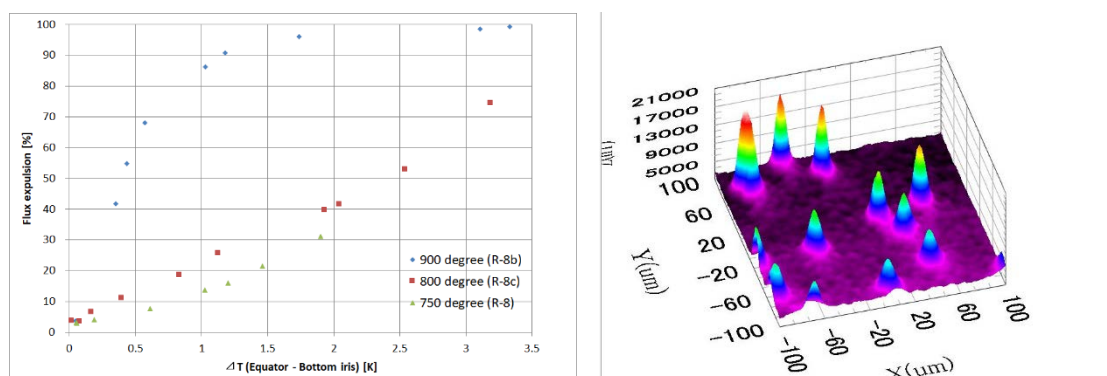 100
90
80
70
60
50
40
30
20
10
0
Flux expulsion [%]
900 degree (R-8b)
800 degree (R-8c)
750 degree (R-8)
0 0.5 1 1.5 2 2.5 3 3.5
⊿T (Equator - Bottom iris) [K]
21000
17000
13000
9000
5000
100
60
20
-20
-60
-100
Y(um)
-100 -60 -20 20 60 100
X(um)